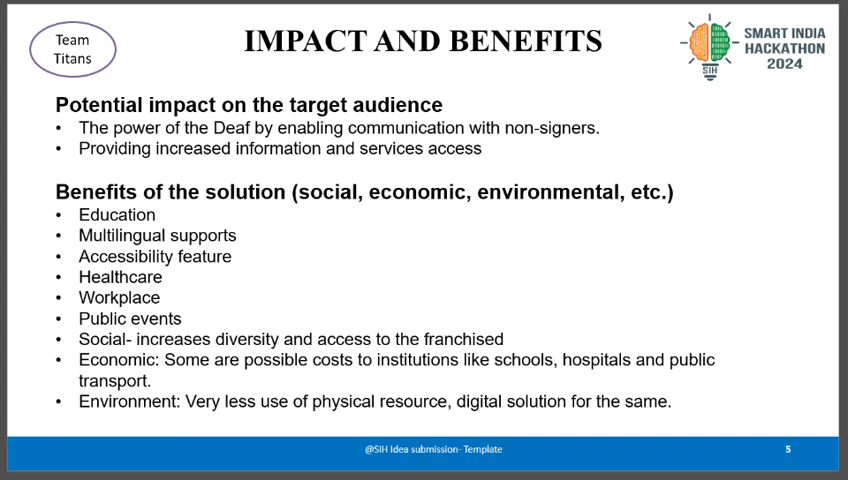 Team
Titans
IMPACT AND BENEFITS
SMART INDIA
HACKATHON
2024
SIH
Potential impact on the target audience
• The power of the Deaf by enabling communication with non-signers.
• Providing increased information and services access
Benefits of the solution (social, economic, environmental, etc.)
• Education
• Multilingual supports
• Accessibility feature
• Healthcare
• Workplace
• Public events
• Social- increases diversity and access to the franchised
• Economic: Some are possible costs to institutions like schools, hospitals and public
transport.
• Environment: Very less use of physical resource, digital solution for the same.
@SIH Idea submission- Template
5